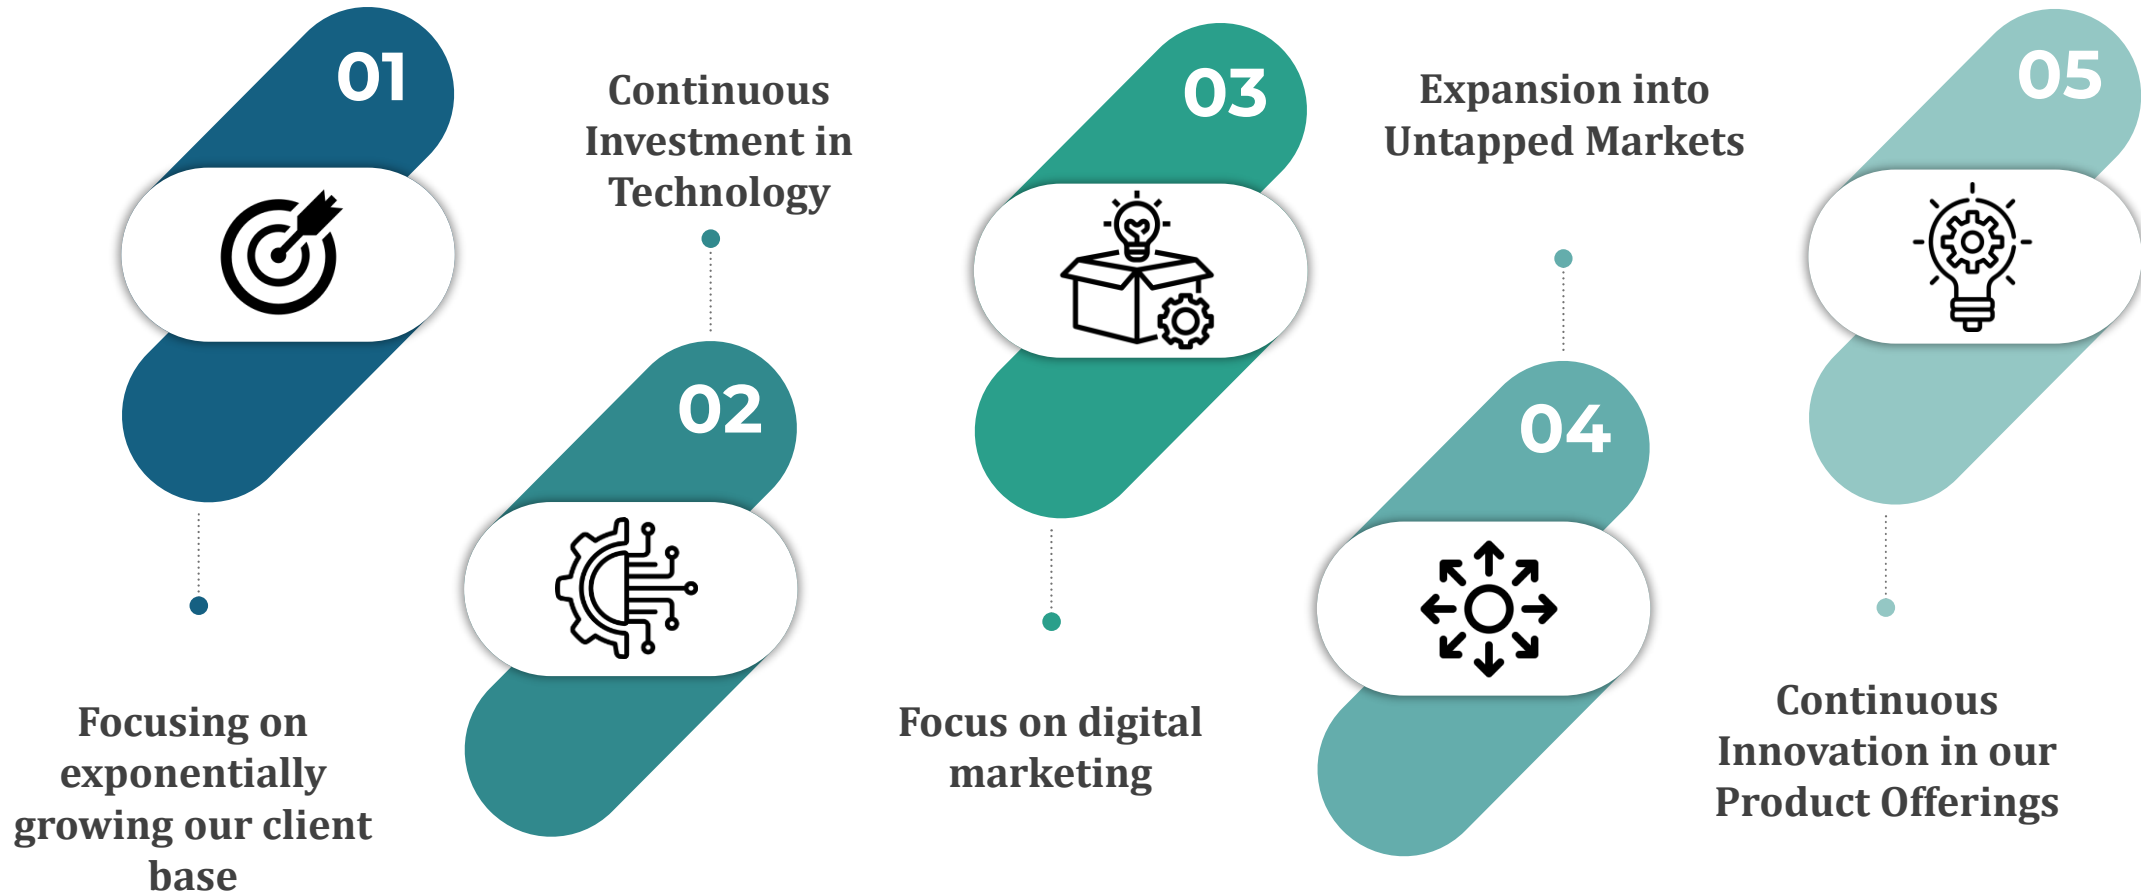 01
Focusing on
exponentially
growing our client
base
Continuous
Investment in
Technology
02
03
Focus on digital
marketing
Expansion into
Untapped Markets
04
05
Continuous
Innovation in our
Product Offerings